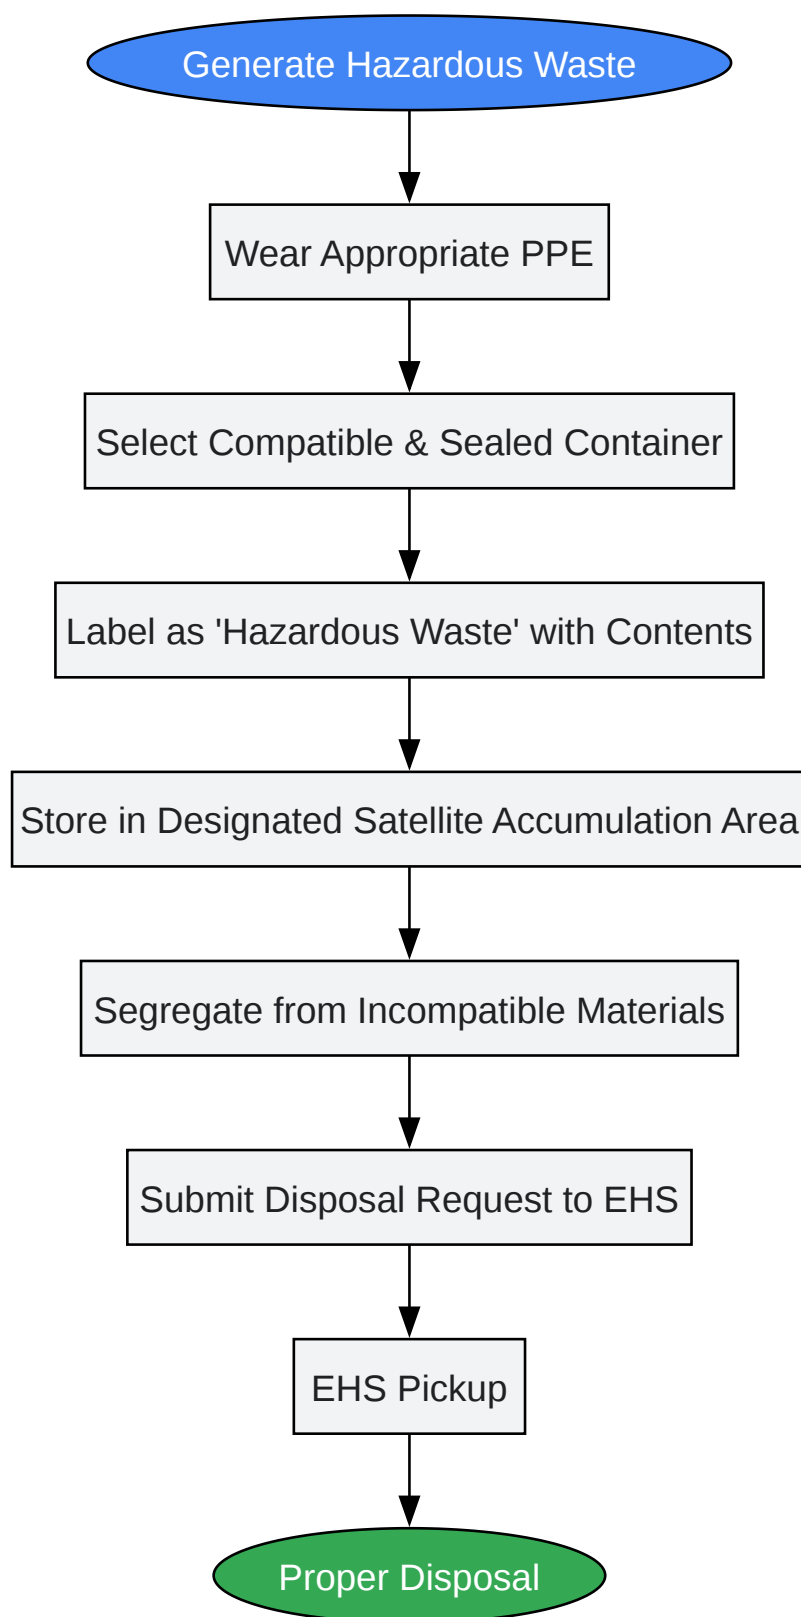 Generate Hazardous Waste
Wear Appropriate PPE
Select Compatible & Sealed Container
Label as 'Hazardous Waste' with Contents
Store in Designated Satellite Accumulation Area
Segregate from Incompatible Materials
Submit Disposal Request to EHS
EHS Pickup
Proper Disposal